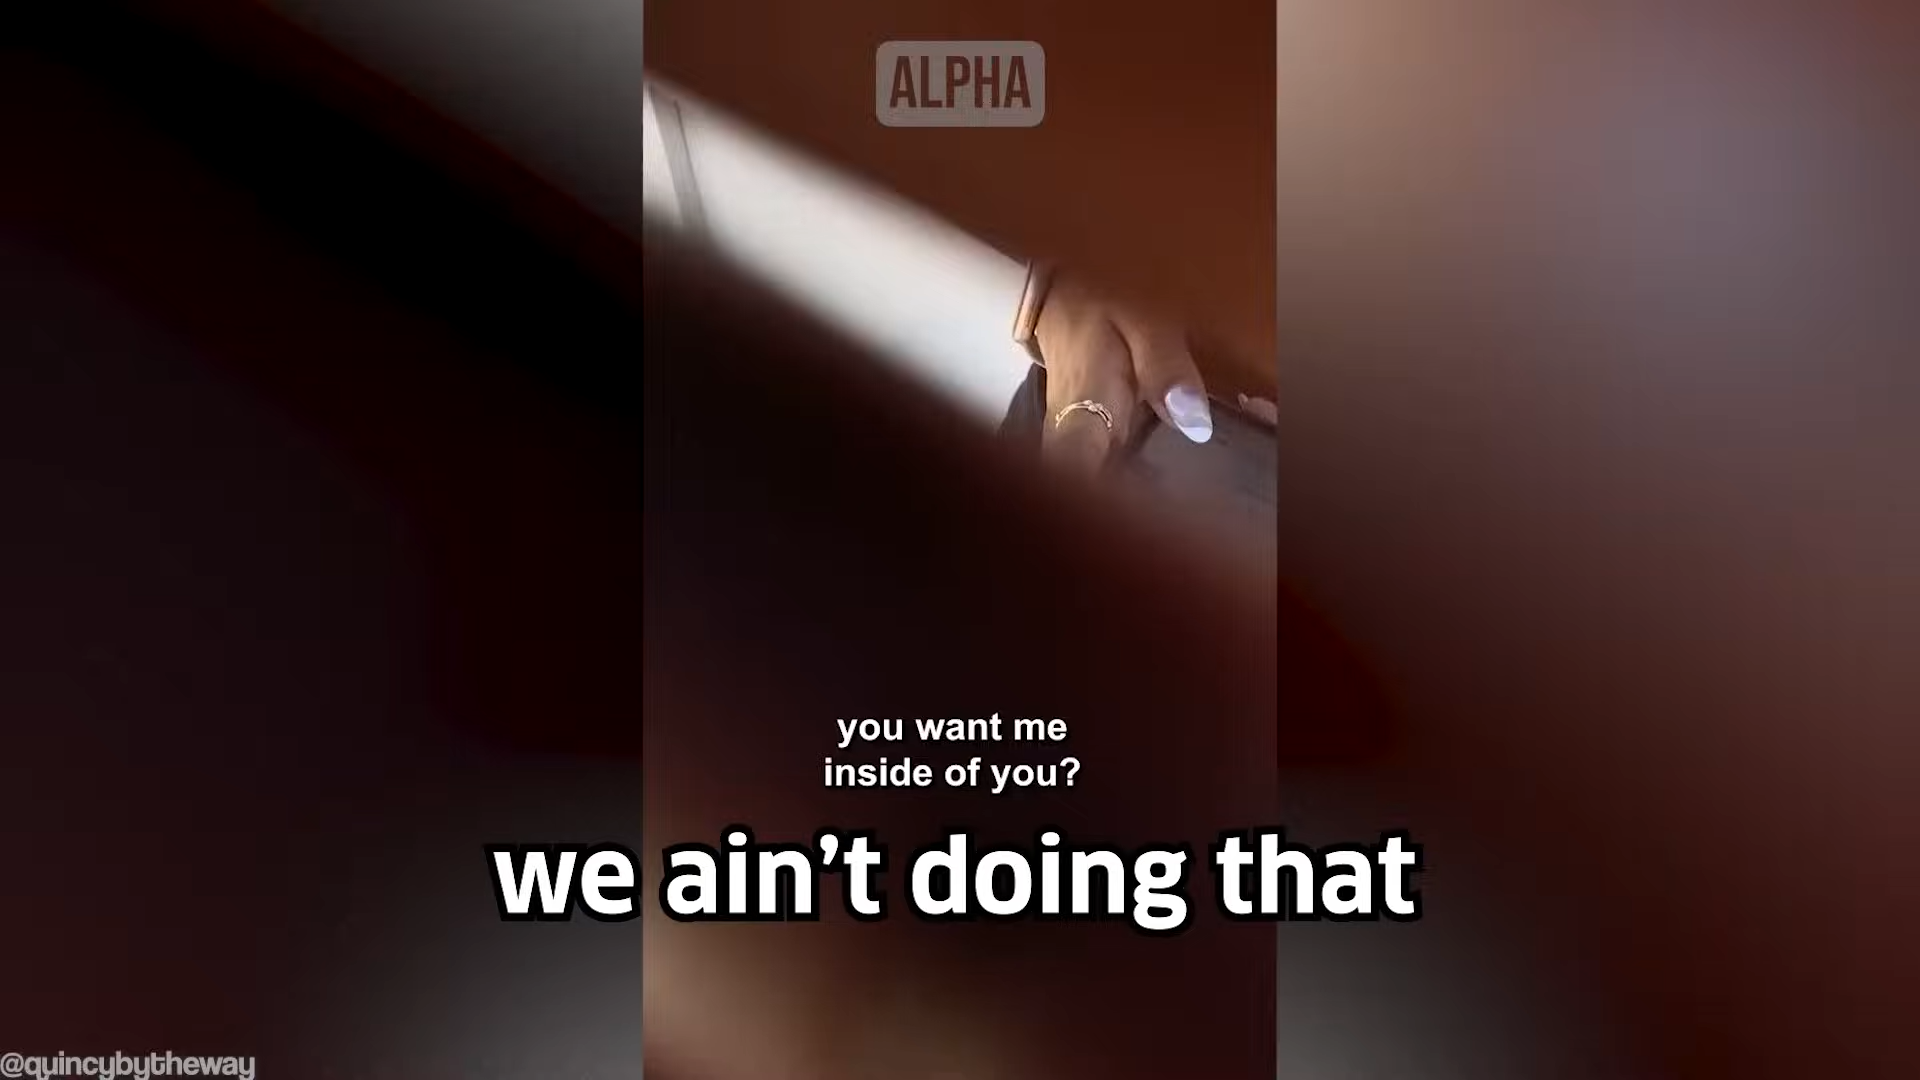 ALPHA
you want me
inside of you?
we ain’t doing that
@quincybytheway